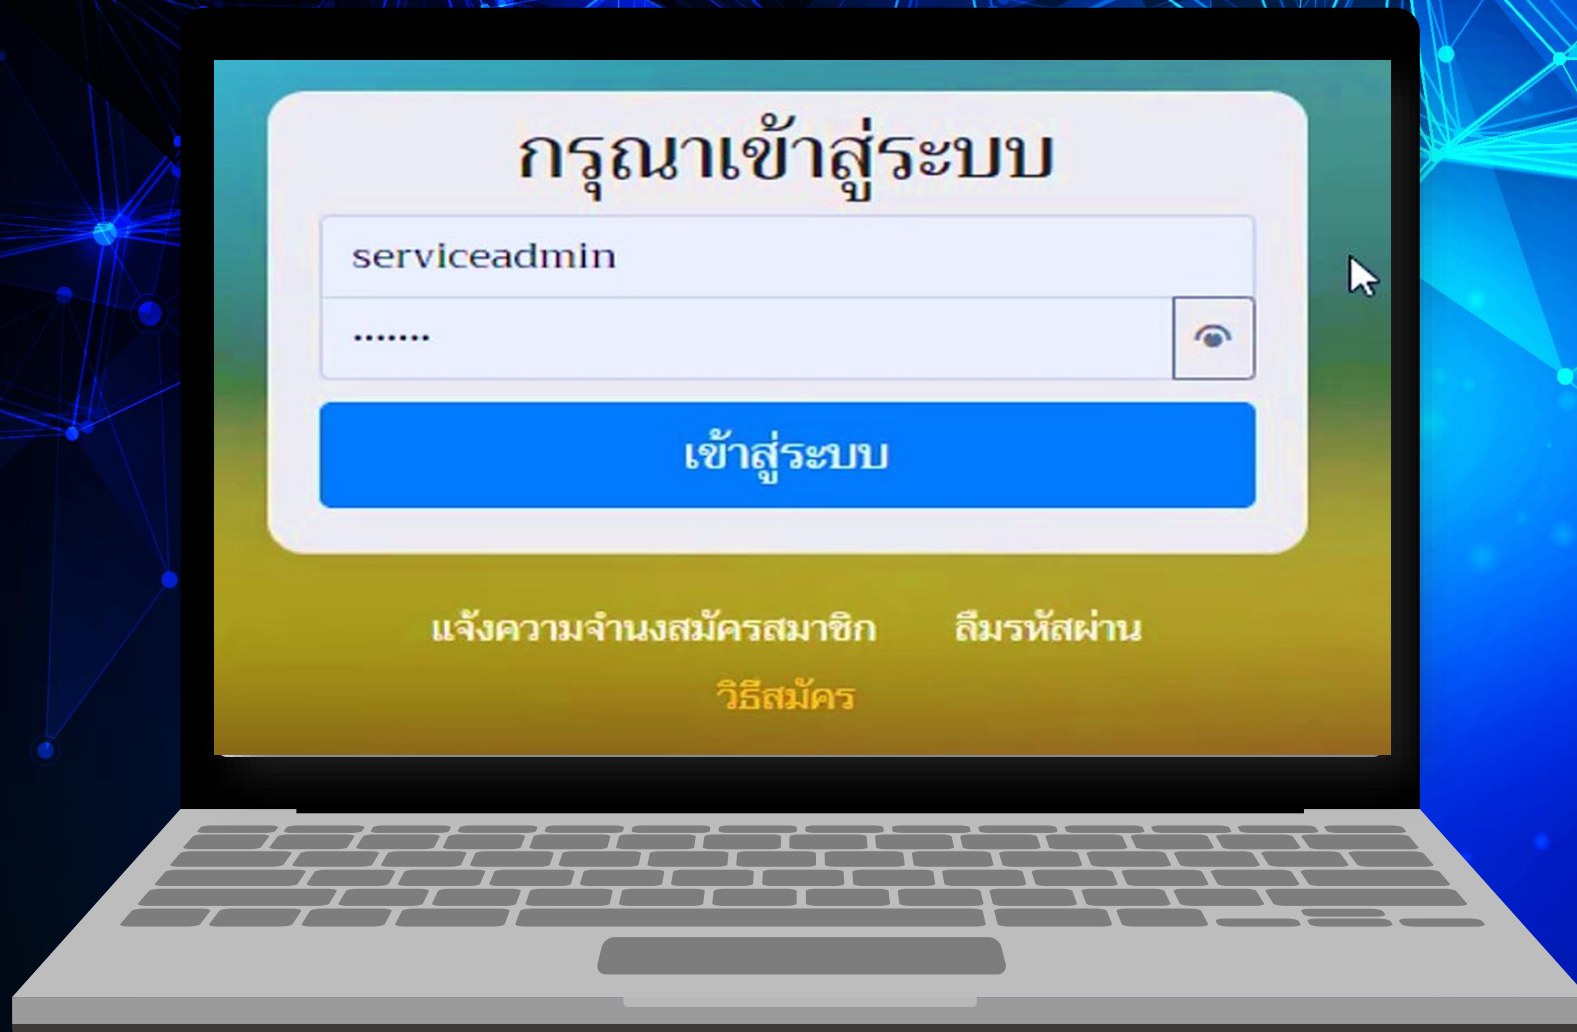 กรุณาเข้าสู่ระบบ
serviceadmin
•••••••
เข้าสู่ระบบ
แจ้งความจำนงสมัครสมาชิก ลืมรหัสผ่าน
วิธีสมัคร